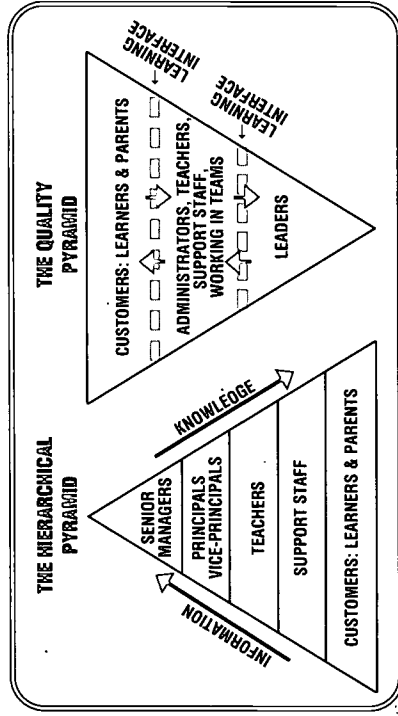 THE HIERARCHICAL
PYRAMID
SENIOR
MANAGERS
PRINCIPALS
VICE-PRINCIPALS
TEACHERS
SUPPORT STAFF
CUSTOMERS: LEARNERS & PARENTS
INFORMATION
KNOWLEDGE
THE QUALITY
PYRAMID
CUSTOMERS: LEARNERS & PARENTS
LEARNING
INTERFACE
ADMINISTRATORS, TEACHERS,
SUPPORT STAFF,
WORKING IN TEAMS
LEARNING
INTERFACE
LEADERS